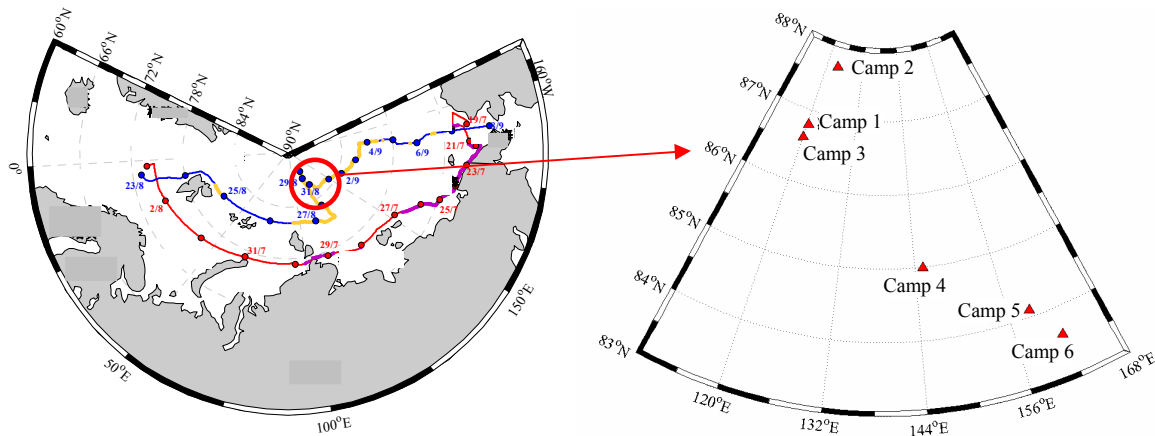 60°N
66°N
72°N
78°N
84°N
90°N
160°W
0°
50°E
100°E
150°E
19/7
3/9
21/7
23/7
4/9
6/9
2/9
31/8
25/7
27/7
23/8
25/8
27/8
2/8
31/7
29/7
88°N
87°N
86°N
85°N
84°N
83°N
120°E
132°E
144°E
156°E
168°E
Camp 2
Camp 1
Camp 3
Camp 4
Camp 5
Camp 6